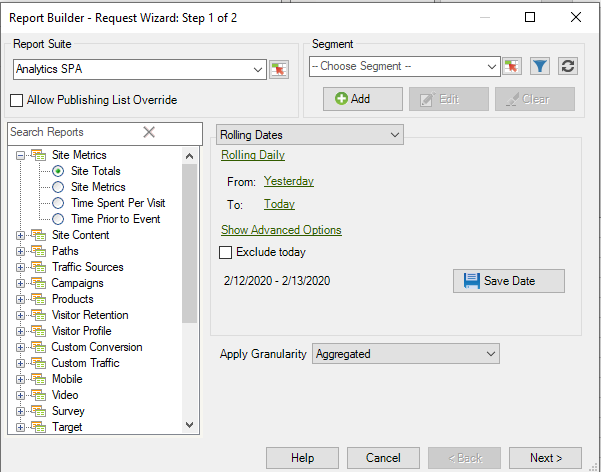 Report Builder - Request Wizard: Step 1 of 2
Report Suite
Analytics SPA
Allow Publishing List Override
Segment
-- Choose Segment --
Add
Edit
Clear
Search Reports
Site Metrics
Site Totals
Site Metrics
Time Spent Per Visit
Time Prior to Event
Site Content
Paths
Traffic Sources
Campaigns
Products
Visitor Retention
Visitor Profile
Custom Conversion
Custom Traffic
Mobile
Video
Survey
Target
Rolling Dates
Rolling Daily
From: Yesterday
To: Today
Show Advanced Options
Exclude today
2/12/2020 - 2/13/2020
Save Date
Apply Granularity Aggregated
Help
Cancel
< Back
Next >